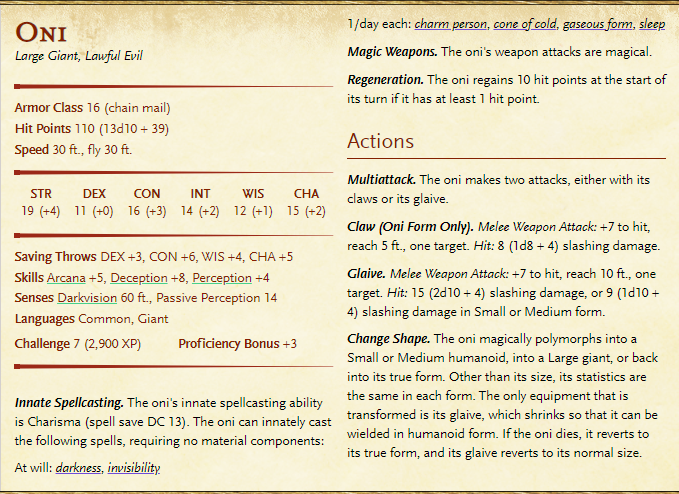 Oni
Large Giant, Lawful Evil
Armor Class 16 (chain mail)
Hit Points 110 (13d10 + 39)
Speed 30 ft., fly 30 ft.
STR DEX CON INT WIS CHA
19 (+4) 11 (+0) 16 (+3) 14 (+2) 12 (+1) 15 (+2)
Saving Throws DEX +3, CON +6, WIS +4, CHA +5
Skills Arcana +5, Deception +8, Perception +4
Senses Darkvision 60 ft., Passive Perception 14
Languages Common, Giant
Challenge 7 (2,900 XP) Proficiency Bonus +3
Innate Spellcasting. The oni's innate spellcasting ability
is Charisma (spell save DC 13). The oni can innately cast
the following spells, requiring no material components:
At will: darkness, invisibility
1/day each: charm person, cone of cold, gaseous form, sleep
Magic Weapons. The oni's weapon attacks are magical.
Regeneration. The oni regains 10 hit points at the start of
its turn if it has at least 1 hit point.
Actions
Multiattack. The oni makes two attacks, either with its
claws or its glaive.
Claw (Oni Form Only). Melee Weapon Attack: +7 to hit,
reach 5 ft., one target. Hit: 8 (1d8 + 4) slashing damage.
Glaive. Melee Weapon Attack: +7 to hit, reach 10 ft., one
target. Hit: 15 (2d10 + 4) slashing damage, or 9 (1d10 +
4) slashing damage in Small or Medium form.
Change Shape. The oni magically polymorphs into a
Small or Medium humanoid, into a Large giant, or back
into its true form. Other than its size, its statistics are
the same in each form. The only equipment that is
transformed is its glaive, which shrinks so that it can be
wielded in humanoid form. If the oni dies, it reverts to
its true form, and its glaive reverts to its normal size.